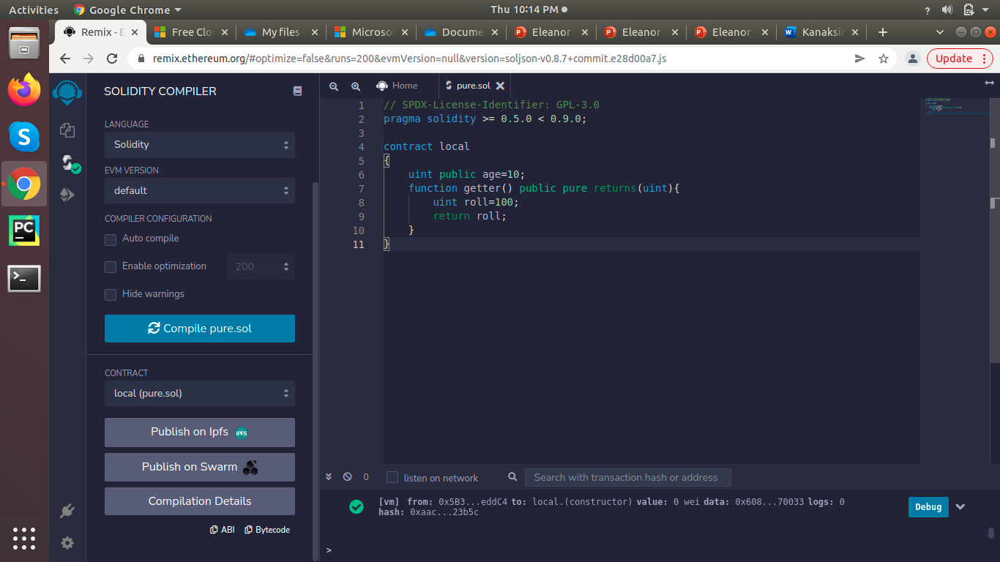 Activities
Google Chrome
Thu 10:14 PM
?
Remix - E
Free Clou
My files -
Microsof
Docume
Eleanor -
Eleanor -
Eleanor -
Kanaksin
remix.ethereum.org/#optimize=false&runs=200&evmVersion=null&version=soljson-v0.8.7+commit.e28d00a7.js
Update
SOLIDITY COMPILER
LANGUAGE
Solidity
EVM VERSION
default
COMPILER CONFIGURATION
Auto compile
Enable optimization
200
Hide warnings
Compile pure.sol
CONTRACT
local (pure.sol)
Publish on Ipfs
IPFS
Publish on Swarm
Compilation Details
ABI
Bytecode
S
PC
>_
Home
pure.sol
1 // SPDX-License-Identifier: GPL-3.0
2 pragma solidity >= 0.5.0 < 0.9.0;
3
4 contract local
5 {
6 uint public age=10;
7 function getter() public pure returns(uint){
8 uint roll=100;
9 return roll;
10 }
11 }
0
listen on network
Search with transaction hash or address
[vm] from: 0x5B3...eddC4 to: local.(constructor) value: 0 wei data: 0x608...70033 logs: 0
hash: 0xaac...23b5c
Debug
>